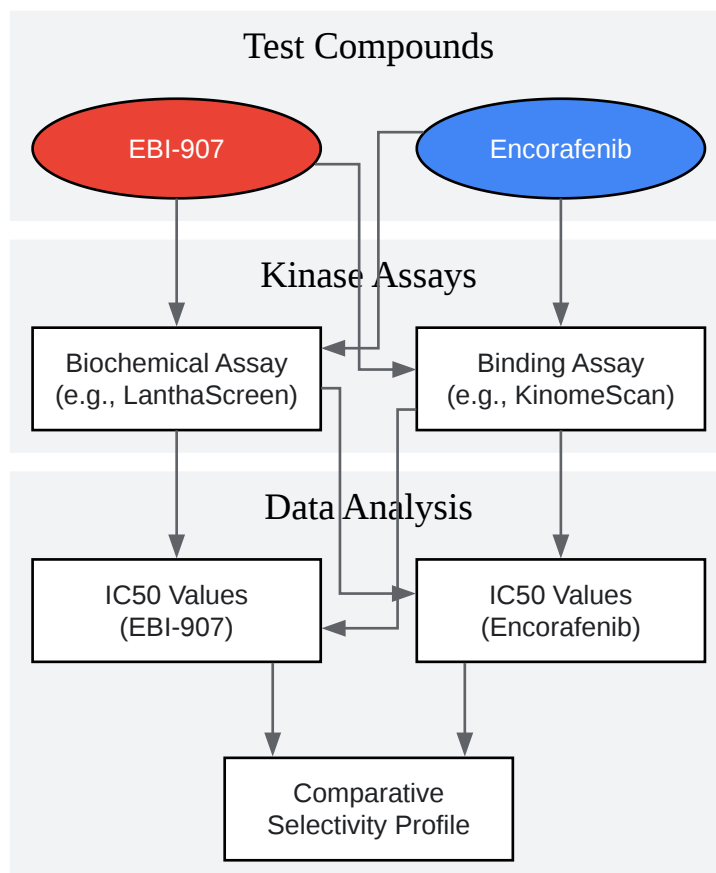 Test Compounds
EBI-907
Encorafenib
Kinase Assays
Biochemical Assay
(e.g., LanthaScreen)
Binding Assay
(e.g., KinomeScan)
Data Analysis
IC50 Values
(EBI-907)
IC50 Values
(Encorafenib)
Comparative
Selectivity Profile